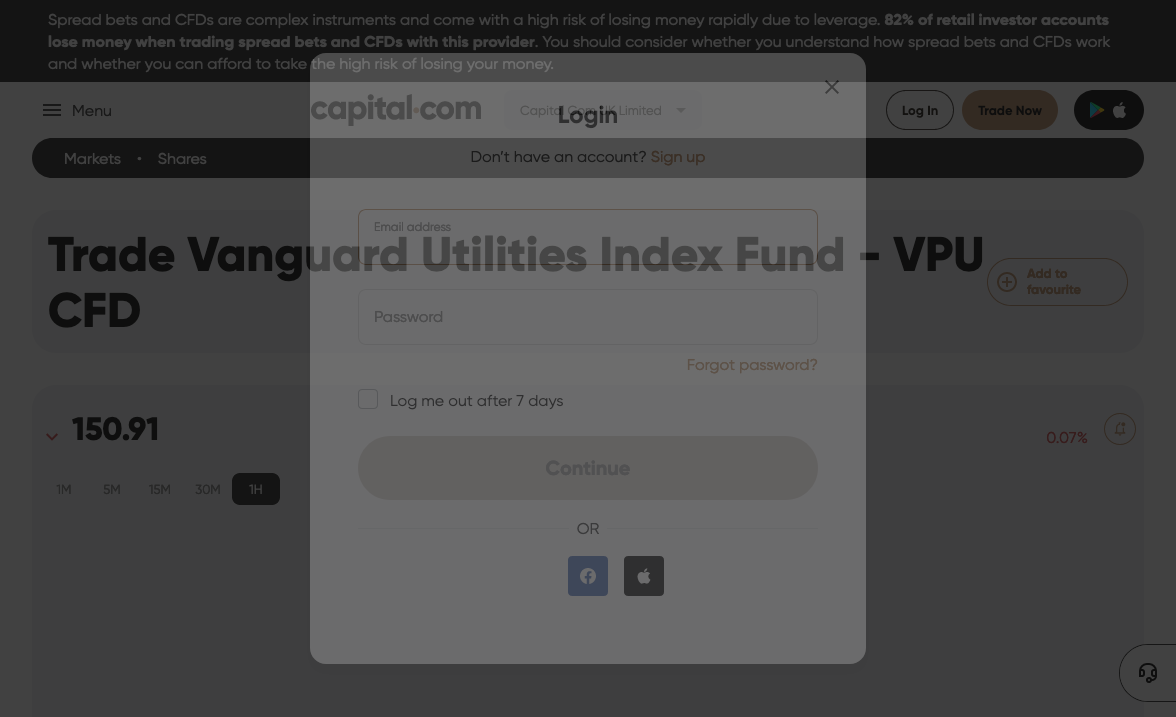 Spread bets and CFDs are complex instruments and come with a high risk of losing money rapidly due to leverage. 82% of retail investor accounts
lose money when trading spread bets and CFDs with this provider. You should consider whether you understand how spread bets and CFDs work
and whether you can afford to take the high risk of losing your money.
Menu
capital.com
Capital Com UK Limited
Log In
Trade Now
Login
Markets
Shares
Don't have an account? Sign up
Email address
Trade Vanguard Utilities Index Fund - VPU
CFD
Add to
favourite
Password
Forgot password?
Log me out after 7 days
150.91
0.07%
Continue
1M
5M
15M
30M
1H
OR